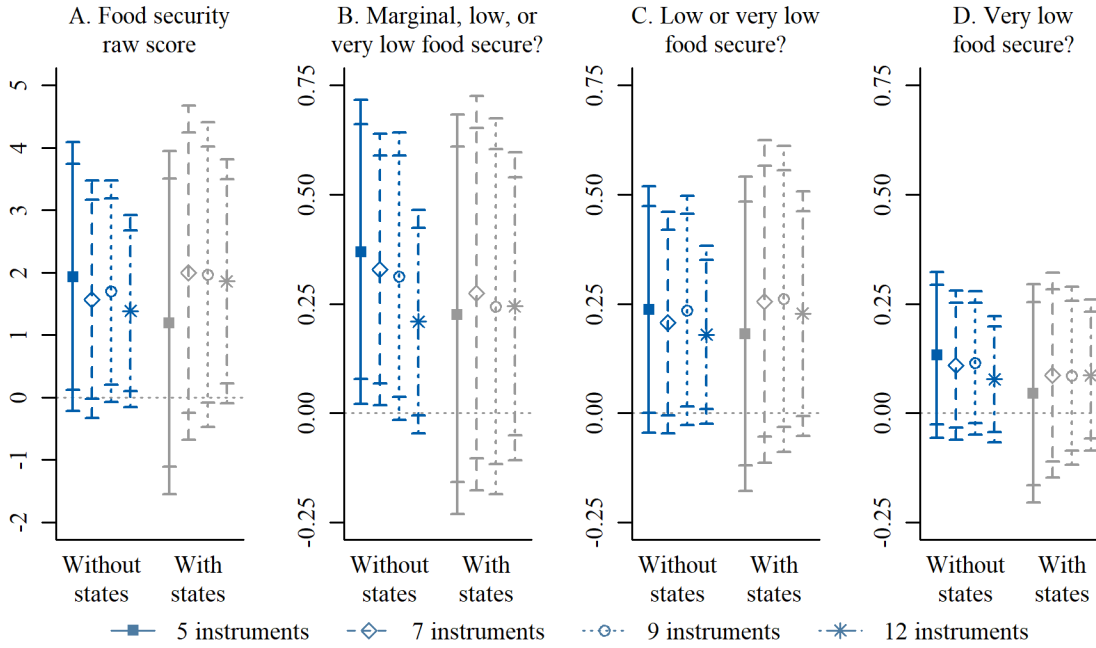 A. Food security
raw score
B. Marginal, low, or
very low food secure?
C. Low or very low
food secure?
D. Very low
food secure?
5
4
3
2
1
0
-1
-2
0.75
0.50
0.25
0.00
-0.25
0.75
0.50
0.25
0.00
-0.25
0.75
0.50
0.25
0.00
-0.25
Without
states
With
states
Without
states
With
states
Without
states
With
states
Without
states
With
states
5 instruments
7 instruments
9 instruments
12 instruments